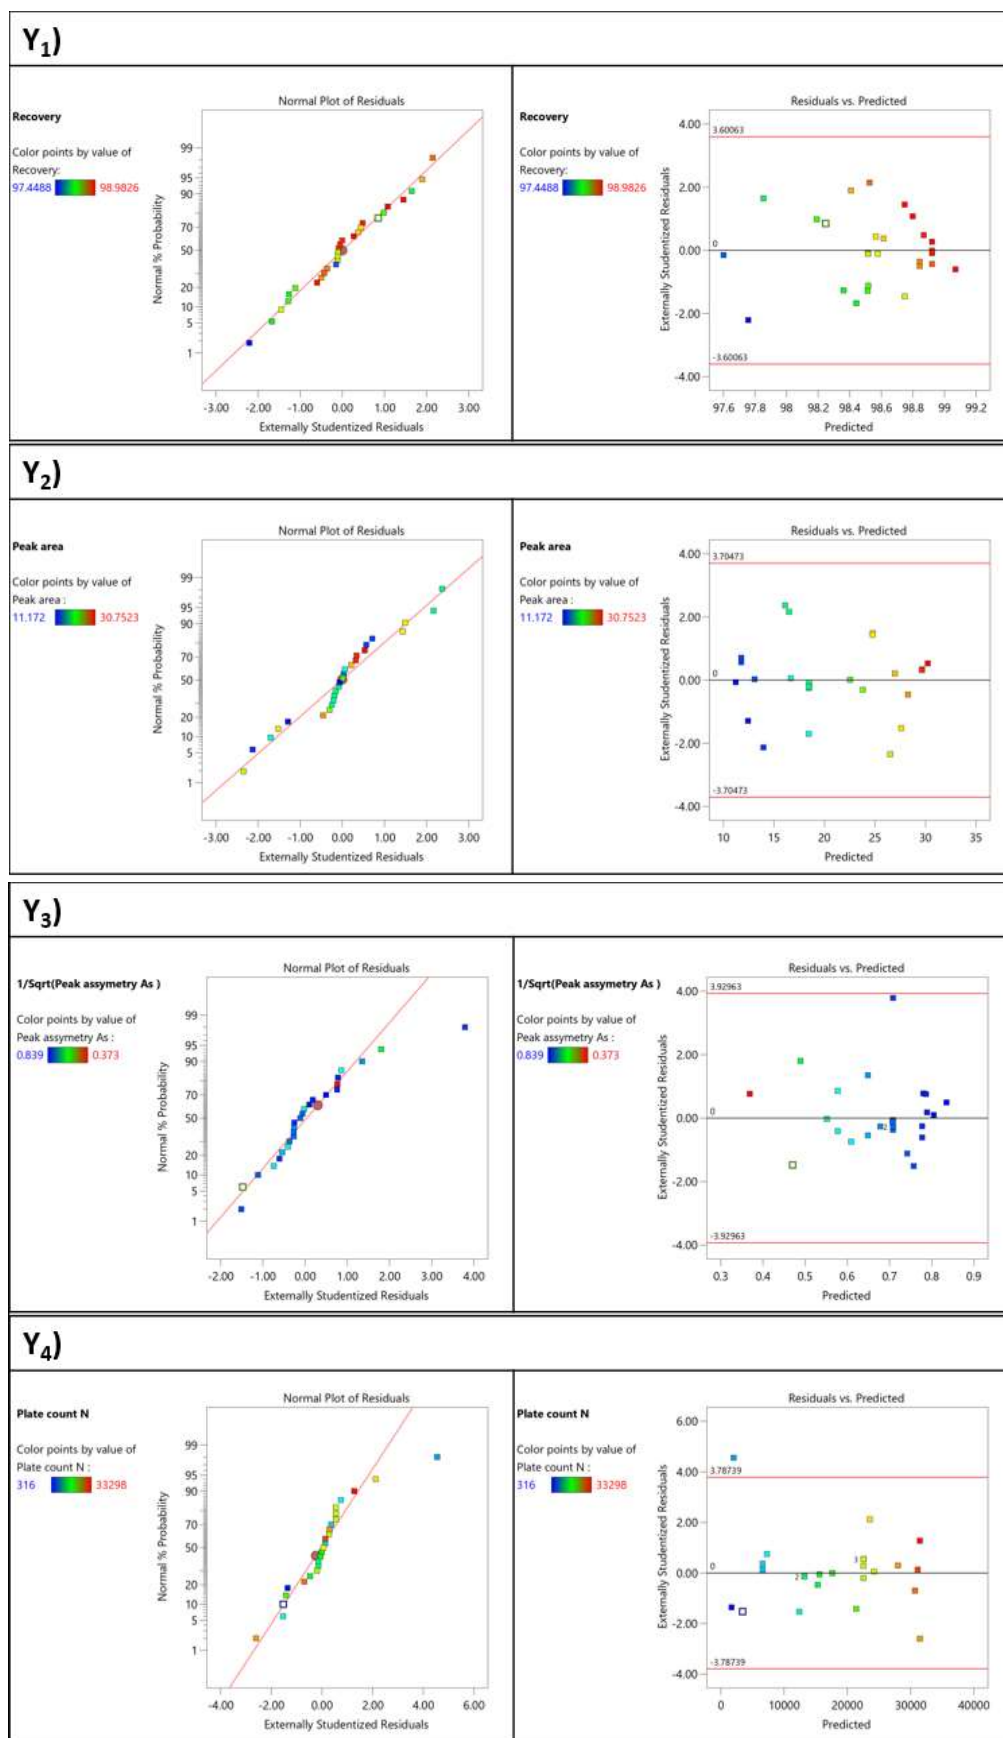 Y1)
Recovery
Color points by value of
Recovery:
97.4488 98.9826
Normal Plot of Residuals
Normal % Probability
99
95
90
70
50
20
10
5
1
-3.00 -2.00 -1.00 0.00 1.00 2.00 3.00
Externally Studentized Residuals
Recovery
Color points by value of
Recovery:
97.4488 98.9826
Residuals vs. Predicted
Externally Studentized Residuals
4.00
3.60063
2.00
0.00
0
-2.00
-3.60063
-4.00
97.6 97.8 98 98.2 98.4 98.6 98.8 99 99.2
Predicted
Y2)
Peak area
Color points by value of
Peak area :
11.172 30.7523
Normal Plot of Residuals
Normal % Probability
99
95
90
70
50
20
10
5
1
-3.00 -2.00 -1.00 0.00 1.00 2.00 3.00
Externally Studentized Residuals
Peak area
Color points by value of
Peak area :
11.172 30.7523
Residuals vs. Predicted
Externally Studentized Residuals
4.00
3.70473
2.00
0.00
0
-2.00
-3.70473
-4.00
10 15 20 25 30 35
Predicted
Y3)
1/Sqrt(Peak assymetry As )
Color points by value of
Peak assymetry As :
0.839 0.373
Normal Plot of Residuals
Normal % Probability
99
95
90
70
50
20
10
5
1
-2.00 -1.00 0.00 1.00 2.00 3.00 4.00
Externally Studentized Residuals
1/Sqrt(Peak assymetry As )
Color points by value of
Peak assymetry As :
0.839 0.373
Residuals vs. Predicted
Externally Studentized Residuals
4.00
3.92963
2.00
0.00
0
2
-2.00
-3.92963
-4.00
0.3 0.4 0.5 0.6 0.7 0.8 0.9
Predicted
Y4)
Plate count N
Color points by value of
Plate count N :
316 33298
Normal Plot of Residuals
Normal % Probability
99
95
90
70
50
20
10
5
1
-4.00 -2.00 0.00 2.00 4.00 6.00
Externally Studentized Residuals
Plate count N
Color points by value of
Plate count N :
316 33298
Residuals vs. Predicted
Externally Studentized Residuals
6.00
4.00
3.78739
2.00
3
0.00
0
2
-2.00
-3.78739
-4.00
0 10000 20000 30000 40000
Predicted